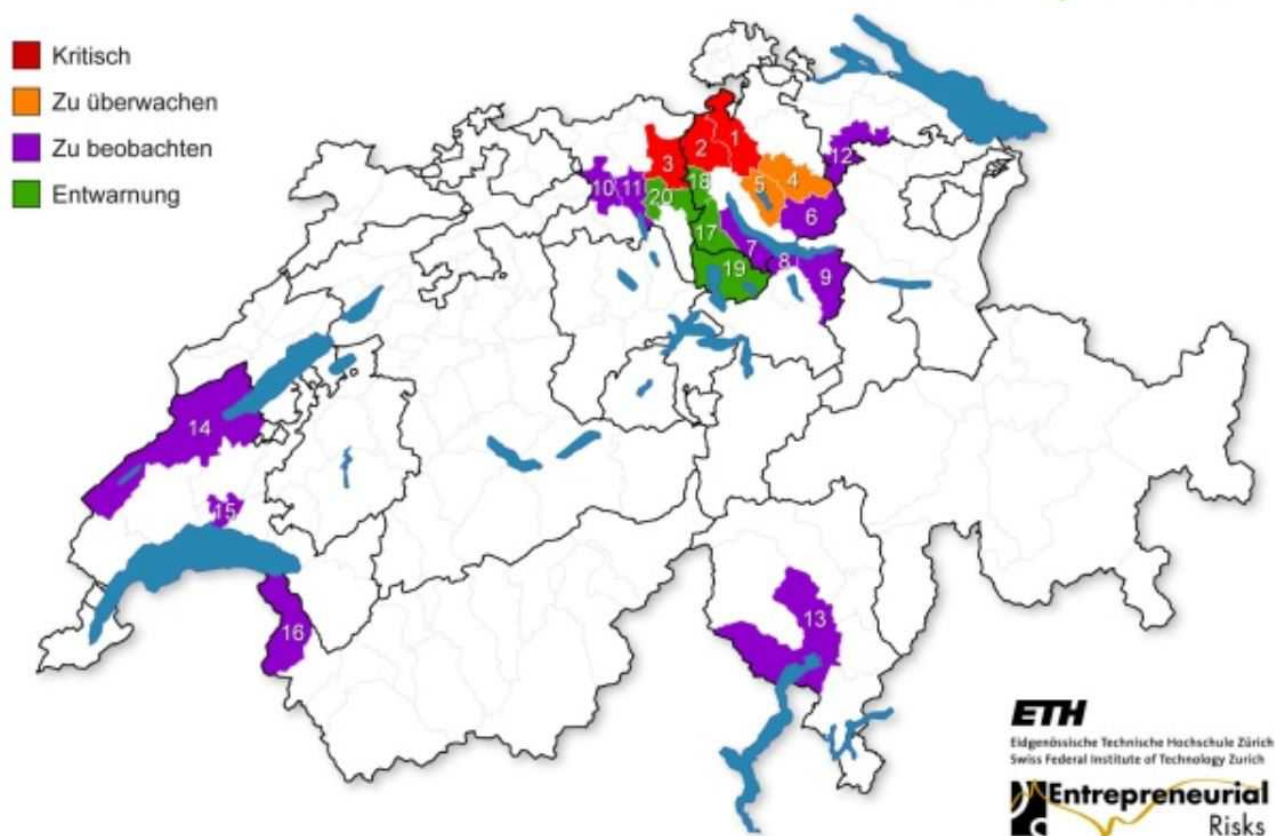 Kritisch
Zu überwachen
Zu beobachten
Entwarnung
1
2
3
4
5
6
7
8
9
10
11
12
13
14
15
16
17
18
19
20
ETH
Eidgenössische Technische Hochschule Zürich
Swiss Federal Institute of Technology Zurich
Entrepreneurial
Risks